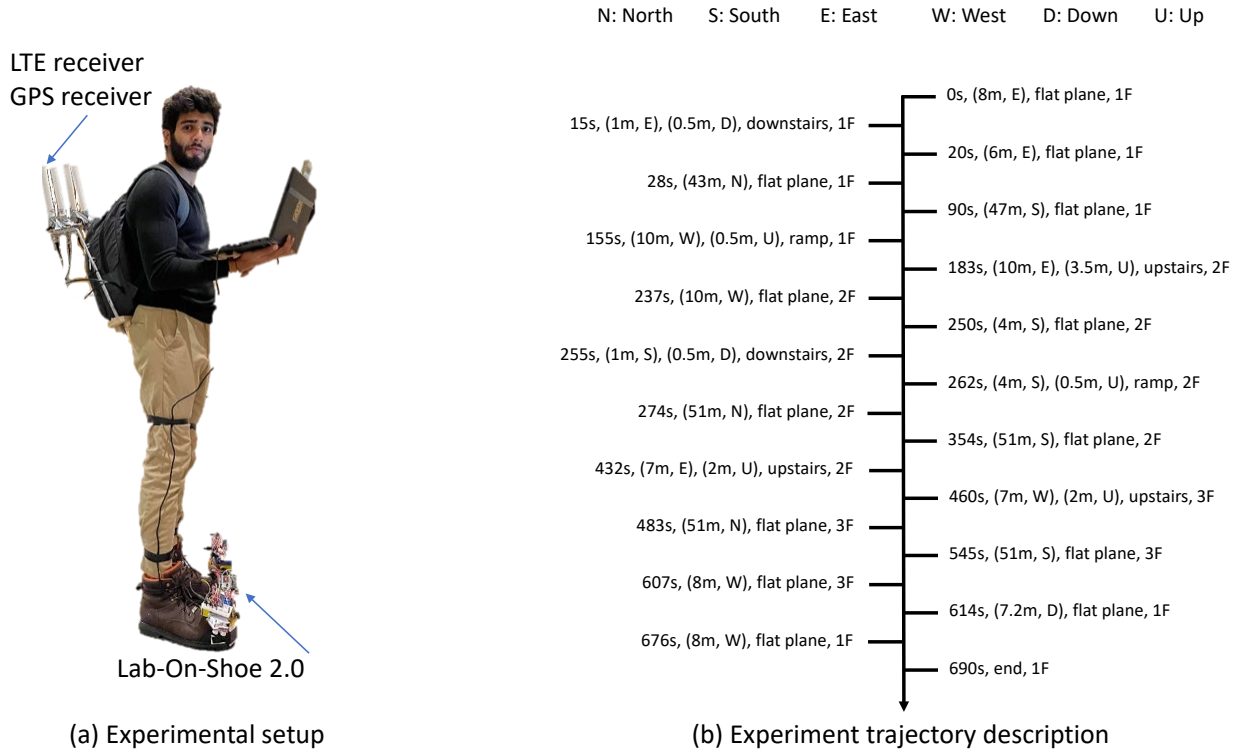 N: North S: South E: East W: West D: Down U: Up
LTE receiver
GPS receiver
Lab-On-Shoe 2.0
(a) Experimental setup
0s, (8m, E), flat plane, 1F
15s, (1m, E), (0.5m, D), downstairs, 1F
20s, (6m, E), flat plane, 1F
28s, (43m, N), flat plane, 1F
90s, (47m, S), flat plane, 1F
155s, (10m, W), (0.5m, U), ramp, 1F
183s, (10m, E), (3.5m, U), upstairs, 2F
237s, (10m, W), flat plane, 2F
250s, (4m, S), flat plane, 2F
255s, (1m, S), (0.5m, D), downstairs, 2F
262s, (4m, S), (0.5m, U), ramp, 2F
274s, (51m, N), flat plane, 2F
354s, (51m, S), flat plane, 2F
432s, (7m, E), (2m, U), upstairs, 2F
460s, (7m, W), (2m, U), upstairs, 3F
483s, (51m, N), flat plane, 3F
545s, (51m, S), flat plane, 3F
607s, (8m, W), flat plane, 3F
614s, (7.2m, D), flat plane, 1F
676s, (8m, W), flat plane, 1F
690s, end, 1F
(b) Experiment trajectory description